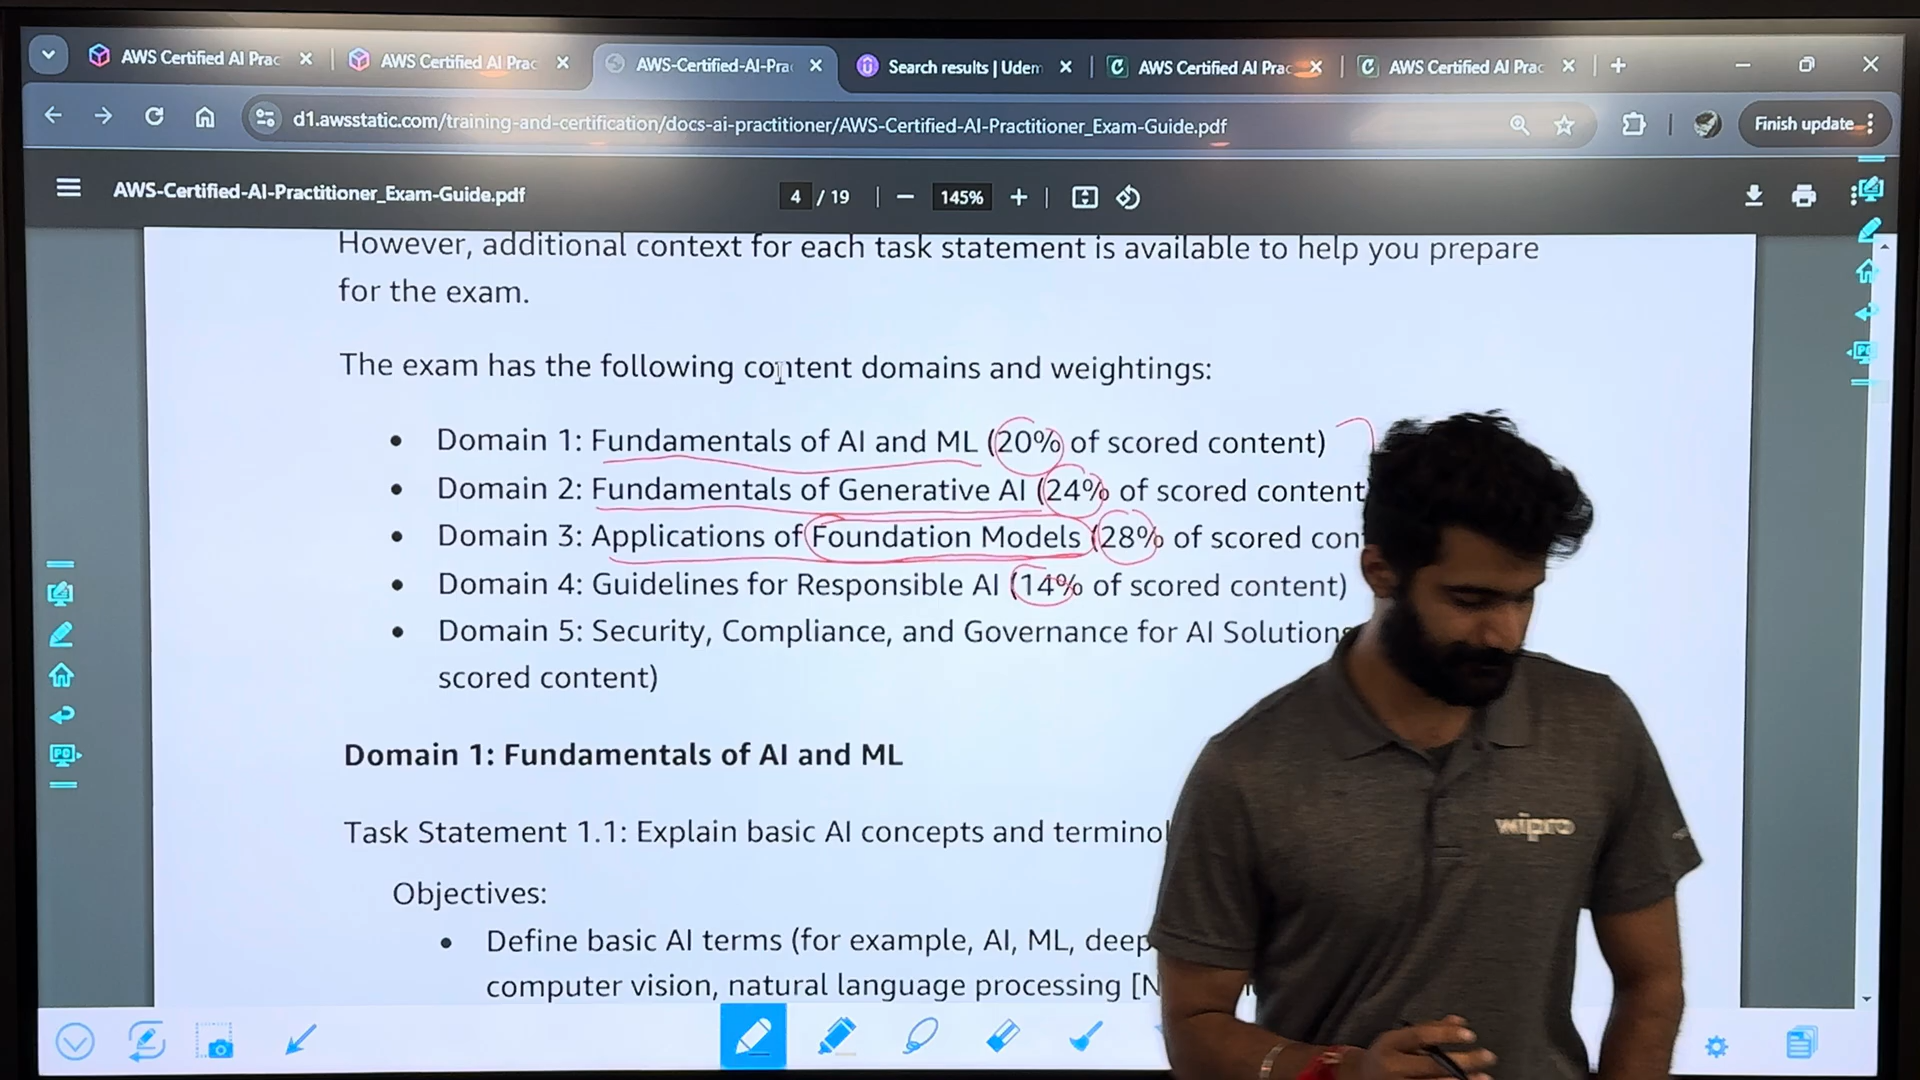 AWS Certified AI Prac
AWS Certified AI Prac
AWS-Certified-AI-Pra
Search results | Udem
AWS Certified AI Prac
AWS Certified AI Prac
d1.awsstatic.com/training-and-certification/docs-ai-practitioner/AWS-Certified-AI-Practitioner_Exam-Guide.pdf
Finish update
AWS-Certified-AI-Practitioner_Exam-Guide.pdf
4 / 19
145%
However, additional context for each task statement is available to help you prepare
for the exam.
The exam has the following content domains and weightings:
• Domain 1: Fundamentals of AI and ML (20% of scored content)
• Domain 2: Fundamentals of Generative AI (24% of scored content)
• Domain 3: Applications of Foundation Models (28% of scored con
• Domain 4: Guidelines for Responsible AI (14% of scored content)
• Domain 5: Security, Compliance, and Governance for AI Solutions
scored content)
Domain 1: Fundamentals of AI and ML
Task Statement 1.1: Explain basic AI concepts and terminol
Objectives:
• Define basic AI terms (for example, AI, ML, deep
computer vision, natural language processing [N
wipro